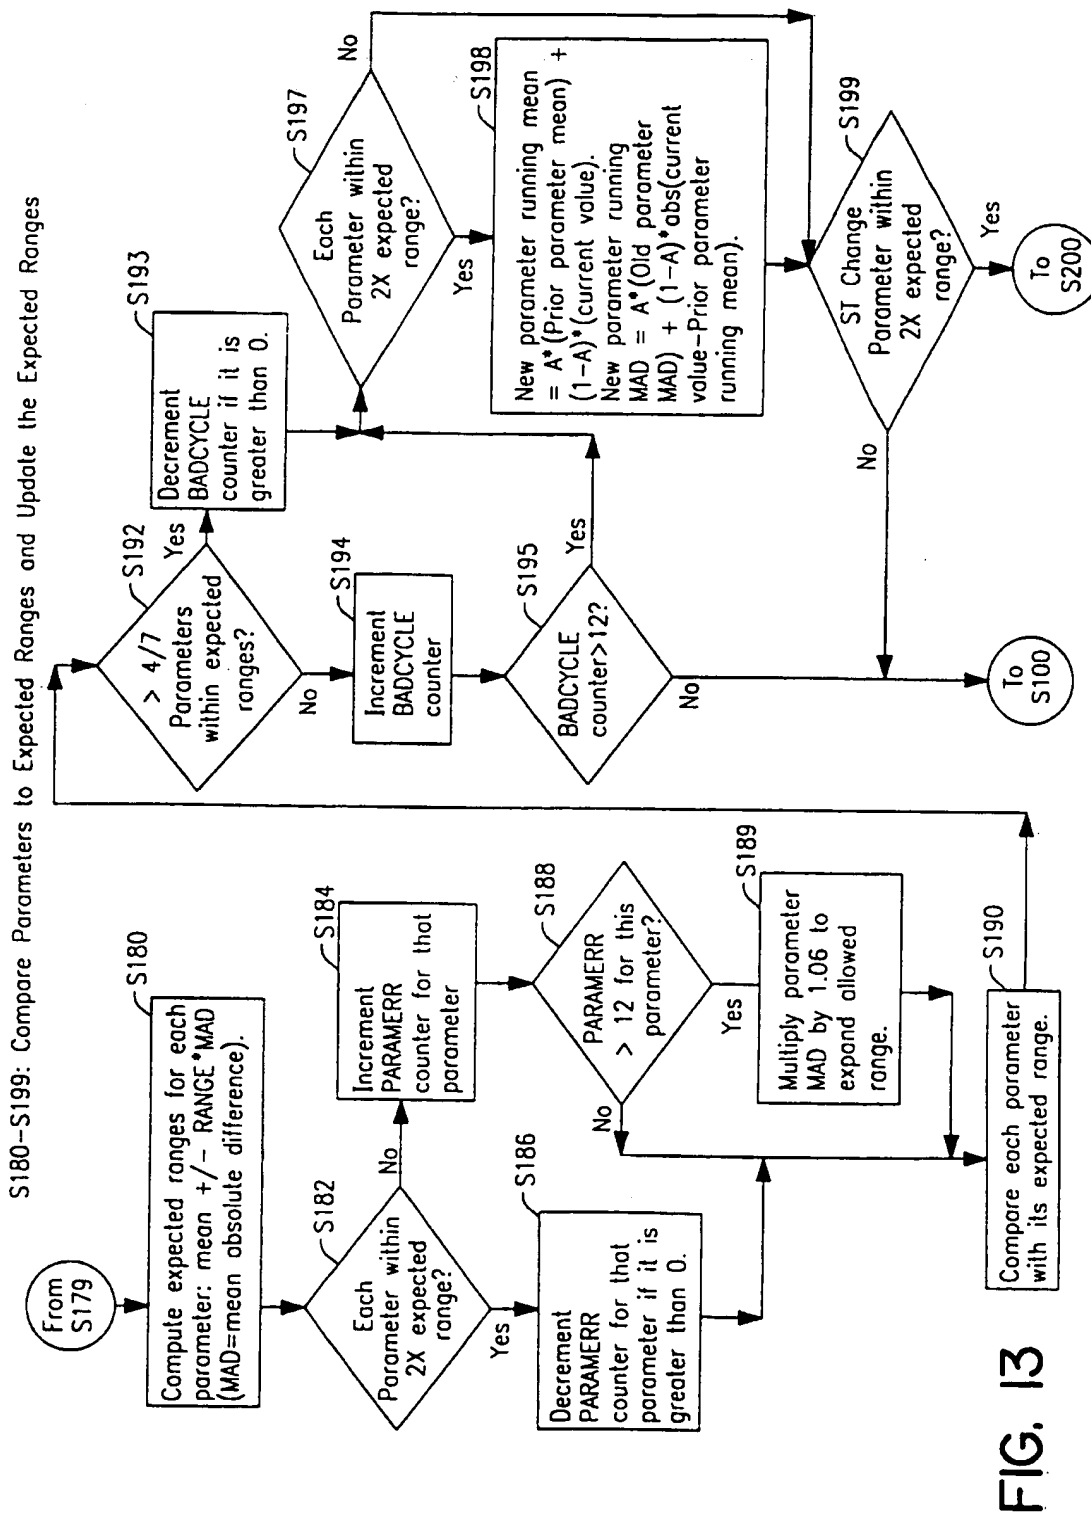 S180-S199: Compare Parameters to Expected Ranges and Update the Expected Ranges
From
S179
S180
Compute expected ranges for each
parameter: mean +/- RANGE*MAD
(MAD=mean absolute difference).
S182
Each
Parameter within
2X expected
range?
No
Yes
S184
Increment
PARAMERR
counter for that
parameter
S186
Decrement
PARAMERR
counter for that
parameter if it is
greater than 0.
S188
PARAMERR
> 12 for this
parameter?
No
Yes
S189
Multiply parameter
MAD by 1.06 to
expand allowed
range.
S190
Compare each parameter
with its expected range.
S192
> 4/7
Parameters
within expected
ranges?
Yes
No
S193
Decrement
BADCYCLE
counter if it is
greater than 0.
S194
Increment
BADCYCLE
counter
S195
BADCYCLE
counter>12?
Yes
No
To
S100
S197
Each
Parameter within
2X expected
range?
No
Yes
S198
New parameter running mean
= A*(Prior parameter mean) +
(1-A)*(current value).
New parameter running
MAD = A*(Old parameter
MAD) + (1-A)*abs(current
value-Prior parameter
running mean).
S199
ST Change
Parameter within
2X expected
range?
No
Yes
To
S200
FIG. 13